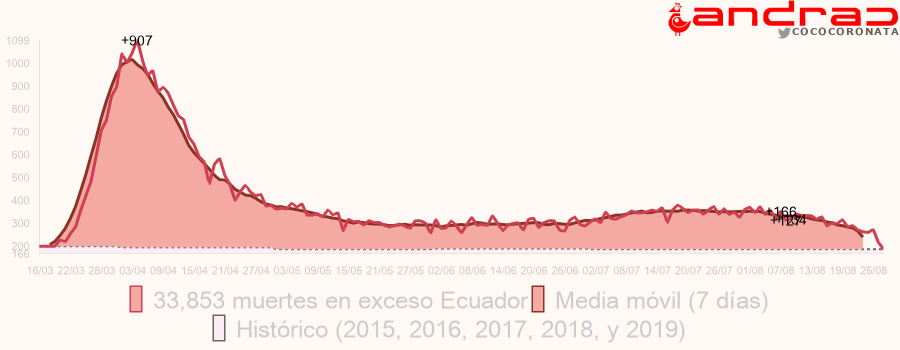 andrab
COCOCORONATA
+907
1099
1000
900
800
700
600
500
400
300
200
166
+166
16/03 22/03 28/03 03/04 09/04 15/04 21/04 27/04 03/05 09/05 15/05 21/05 27/05 02/06 08/06 14/06 20/06 26/06 02/07 08/07 14/07 20/07 26/07 01/08 07/08 13/08 19/08 25/08
33,853 muertes en exceso Ecuador Media móvil (7 días)
Histórico (2015, 2016, 2017, 2018, y 2019)